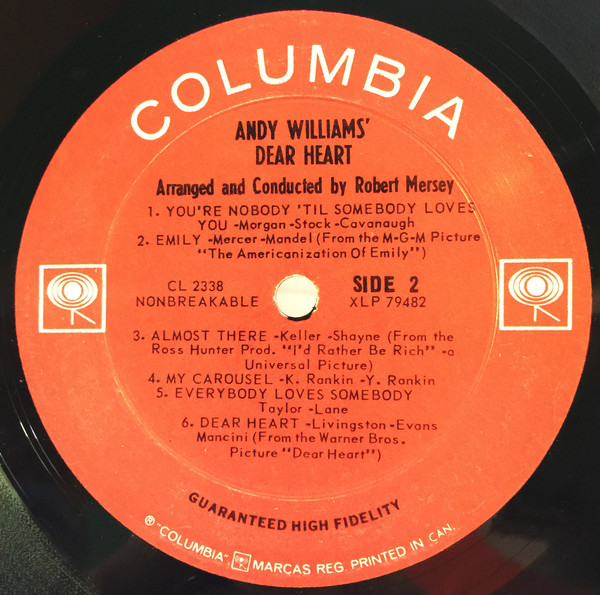 COLUMBIA
ANDY WILLIAMS'
DEAR HEART
Arranged and Conducted by Robert Mersey
1. YOU'RE NOBODY 'TIL SOMEBODY LOVES
YOU -Morgan-Stock-Cavanaugh
2. EMILY -Mercer-Mandel (From the M-G-M Picture
"The Americanization Of Emily")
CL 2338
NONBREAKABLE
SIDE 2
XLP 79482
3. ALMOST THERE -Keller -Shayne (From the
Ross Hunter Prod. "I'd Rather Be Rich" -a
Universal Picture)
4. MY CAROUSEL -K. Rankin -Y. Rankin
5. EVERYBODY LOVES SOMEBODY
Taylor -Lane
6. DEAR HEART -Livingston-Evans
Mancini (From the Warner Bros.
Picture "Dear Heart")
GUARANTEED HIGH FIDELITY
® "COLUMBIA", MARCAS REG. PRINTED IN CAN.